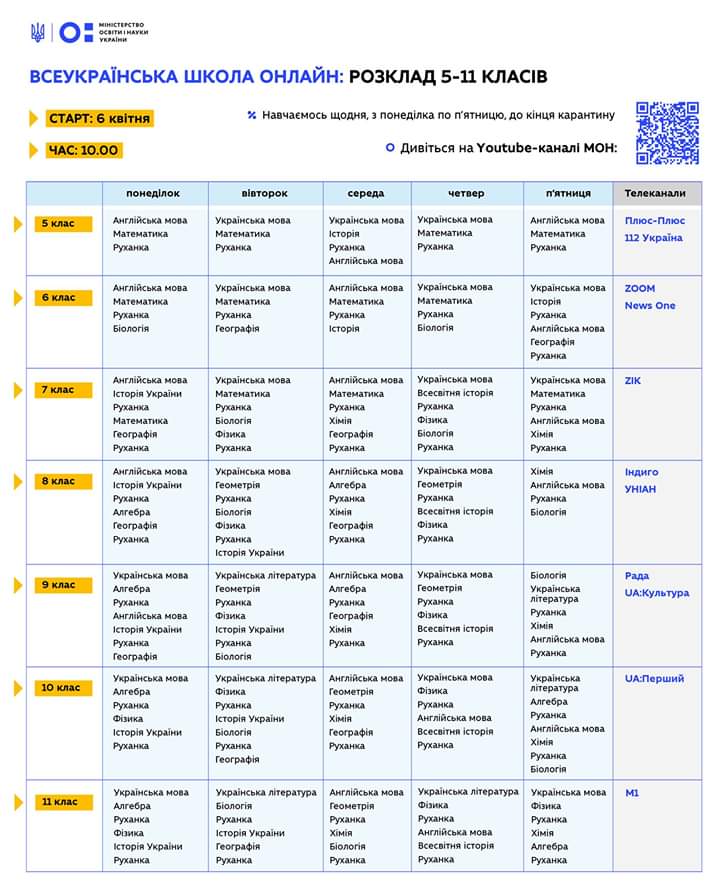 МІНІСТЕРСТВО
ОСВІТИ І НАУКИ
УКРАЇНИ
ВСЕУКРАЇНСЬКА ШКОЛА ОНЛАЙН: РОЗКЛАД 5-11 КЛАСІВ
СТАРТ: 6 квітня
Навчаємось щодня, з понеділка по п'ятницю, до кінця карантину
ЧАС: 10.00
Дивіться на Youtube-каналі МОН:
понеділок
вівторок
середа
четвер
п'ятниця
Телеканали
5 клас
Англійська мова
Математика
Руханка
Українська мова
Математика
Руханка
Українська мова
Історія
Руханка
Англійська мова
Українська мова
Математика
Руханка
Англійська мова
Математика
Руханка
Плюс-Плюс
112 Україна
6 клас
Англійська мова
Математика
Руханка
Біологія
Українська мова
Математика
Руханка
Географія
Англійська мова
Математика
Руханка
Історія
Українська мова
Математика
Руханка
Біологія
Українська мова
Історія
Руханка
Англійська мова
Географія
Руханка
ZOOM
News One
7 клас
Англійська мова
Історія України
Руханка
Математика
Географія
Руханка
Українська мова
Математика
Руханка
Біологія
Фізика
Руханка
Англійська мова
Математика
Руханка
Хімія
Географія
Руханка
Українська мова
Всесвітня історія
Руханка
Фізика
Біологія
Руханка
Українська мова
Математика
Руханка
Англійська мова
Хімія
Руханка
ZIK
8 клас
Англійська мова
Історія України
Руханка
Алгебра
Географія
Руханка
Українська мова
Геометрія
Руханка
Біологія
Фізика
Руханка
Історія України
Англійська мова
Алгебра
Руханка
Хімія
Географія
Руханка
Українська мова
Геометрія
Руханка
Всесвітня історія
Фізика
Руханка
Хімія
Англійська мова
Руханка
Біологія
Індиго
УНІАН
9 клас
Українська мова
Алгебра
Руханка
Англійська мова
Історія України
Руханка
Географія
Українська література
Геометрія
Руханка
Фізика
Історія України
Руханка
Біологія
Англійська мова
Алгебра
Руханка
Географія
Хімія
Руханка
Українська мова
Геометрія
Руханка
Фізика
Всесвітня історія
Руханка
Біологія
Українська
література
Руханка
Хімія
Англійська мова
Руханка
Рада
UA:Культура
10 клас
Українська мова
Алгебра
Руханка
Фізика
Історія України
Руханка
Українська література
Фізика
Руханка
Історія України
Біологія
Руханка
Географія
Англійська мова
Геометрія
Руханка
Хімія
Географія
Руханка
Українська мова
Фізика
Руханка
Англійська мова
Всесвітня історія
Руханка
Українська
література
Алгебра
Руханка
Англійська мова
Хімія
Руханка
Біологія
UA:Перший
11 клас
Українська мова
Алгебра
Руханка
Фізика
Історія України
Руханка
Українська література
Біологія
Руханка
Історія України
Географія
Руханка
Англійська мова
Геометрія
Руханка
Хімія
Біологія
Руханка
Українська література
Фізика
Руханка
Англійська мова
Всесвітня історія
Руханка
Українська мова
Фізика
Руханка
Хімія
Алгебра
Руханка
М1